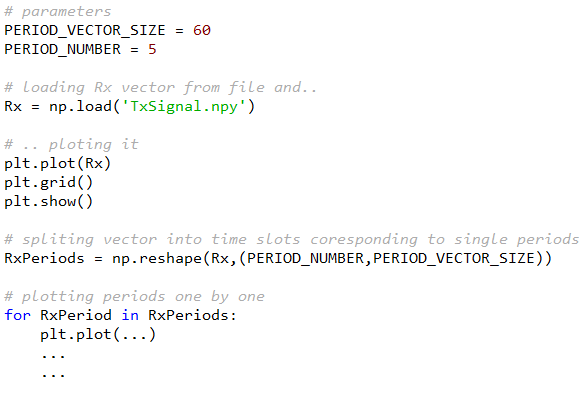 # parameters
PERIOD_VECTOR_SIZE = 60
PERIOD_NUMBER = 5
# loading Rx vector from file and..
Rx = np.load('TxSignal.npy')
# .. ploting it
plt.plot(Rx)
plt.grid()
plt.show()
# spliting vector into time slots coresponding to single periods
RxPeriods = np.reshape(Rx,(PERIOD_NUMBER,PERIOD_VECTOR_SIZE))
# plotting periods one by one
for RxPeriod in RxPeriods:
    plt.plot(...)
    ...
    ...